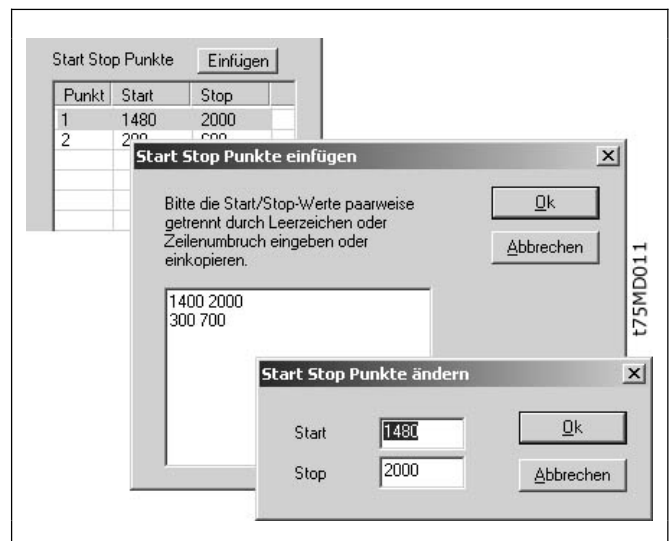 Start Stop Punkte Einfügen
Punkt Start Stop
1 1480 2000
2
Start Stop Punkte einfügen
Bitte die Start/Stop-Werte paarweise
getrennt durch Leerzeichen oder
Zeilenumbruch eingeben oder
einkopieren.
Ok
Abbrechen
1400 2000
300 700
t75MD011
Start Stop Punkte ändern
Start 1480
Stop 2000
Ok
Abbrechen